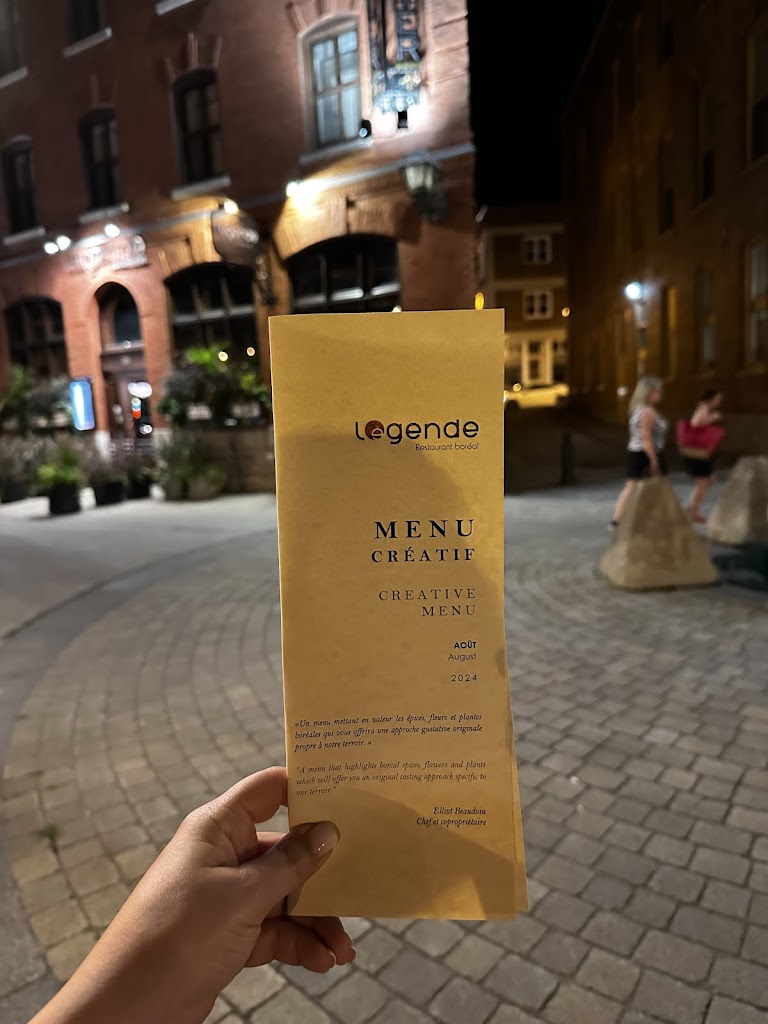 ER
légende
Restaurant boréal
MENU
CRÉATIF
CREATIVE
MENU
AOÛT
August
2024
«Un menu mettant en valeur les épices, fleurs et plantes
boréales qui vous offrira une approche gustative originale
propre à notre terroir. »
"A menu that highlights boreal spices, flowers and plants
which will offer you an original tasting approach specific to
our terroir."
Elliot Beaudoin
Chef et copropriétaire